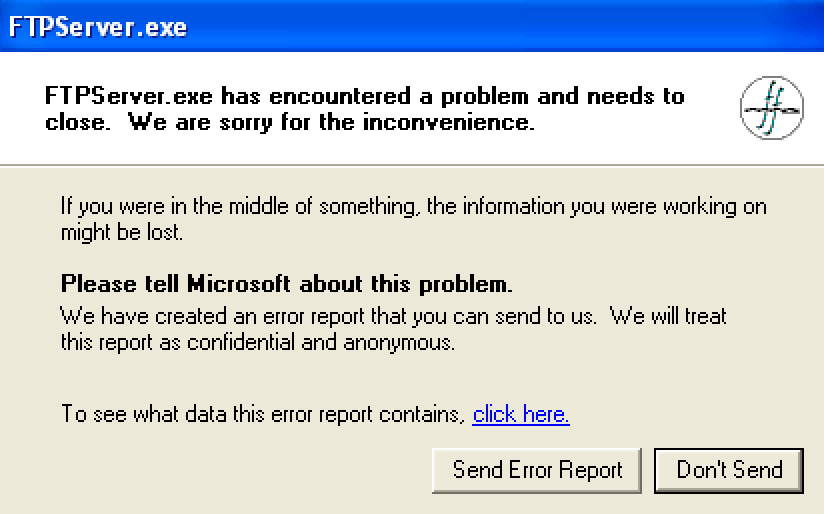 FTPServer.exe
FTPServer.exe has encountered a problem and needs to
close.  We are sorry for the inconvenience.
If you were in the middle of something, the information you were working on
might be lost.
Please tell Microsoft about this problem.
We have created an error report that you can send to us.  We will treat
this report as confidential and anonymous.
To see what data this error report contains, click here.
Send Error Report
Don't Send